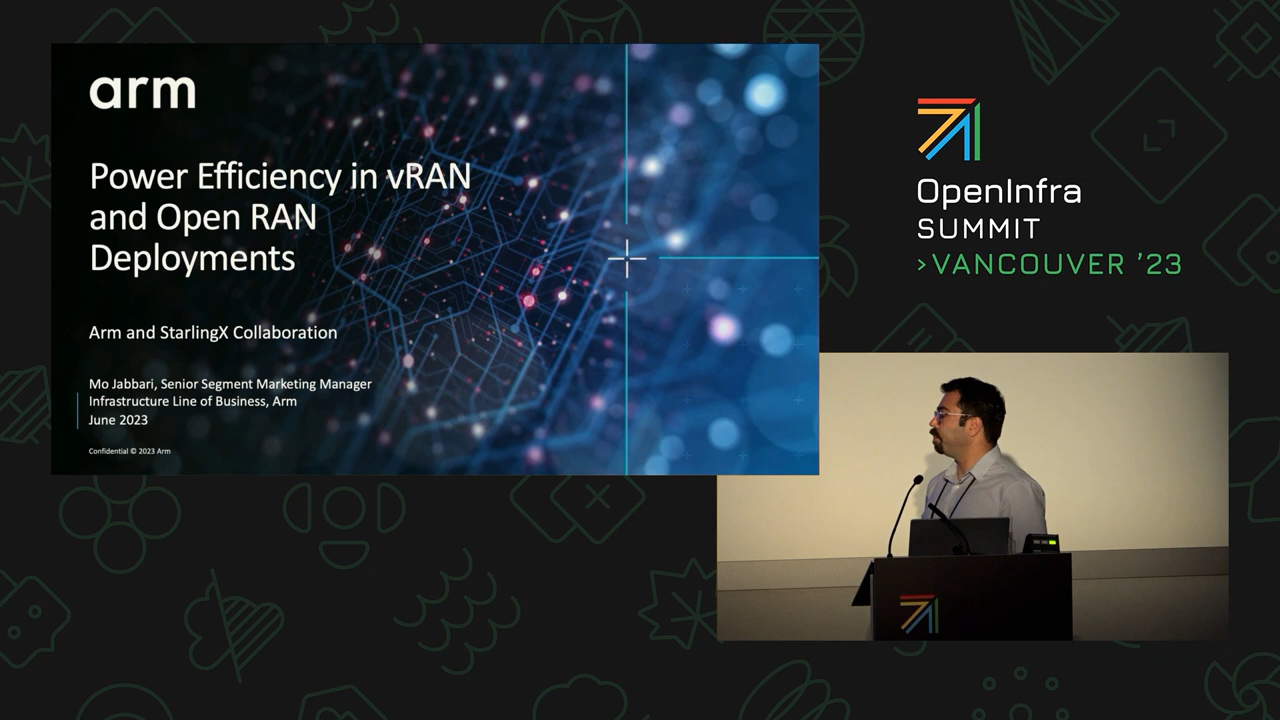 arm
Power Efficiency in vRAN
and Open RAN
Deployments
Arm and StarlingX Collaboration
Mo Jabbari, Senior Segment Marketing Manager
Infrastructure Line of Business, Arm
June 2023
Confidential © 2023 Arm
OpenInfra
SUMMIT
>VANCOUVER ’23